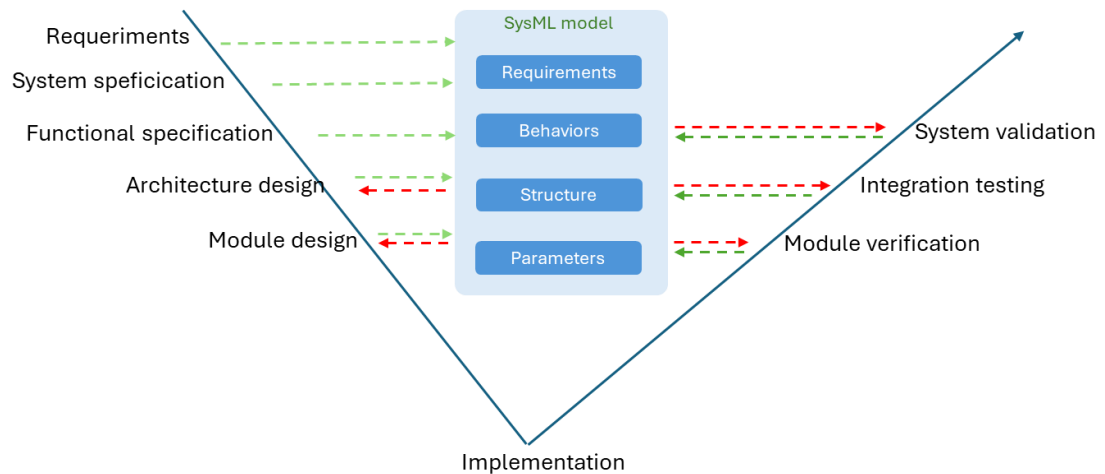 SysML model
Requeriments
Requirements
System speficication
Behaviors
Functional specification
System validation
Architecture design
Structure
Integration testing
Module design
Parameters
Module verification
Implementation